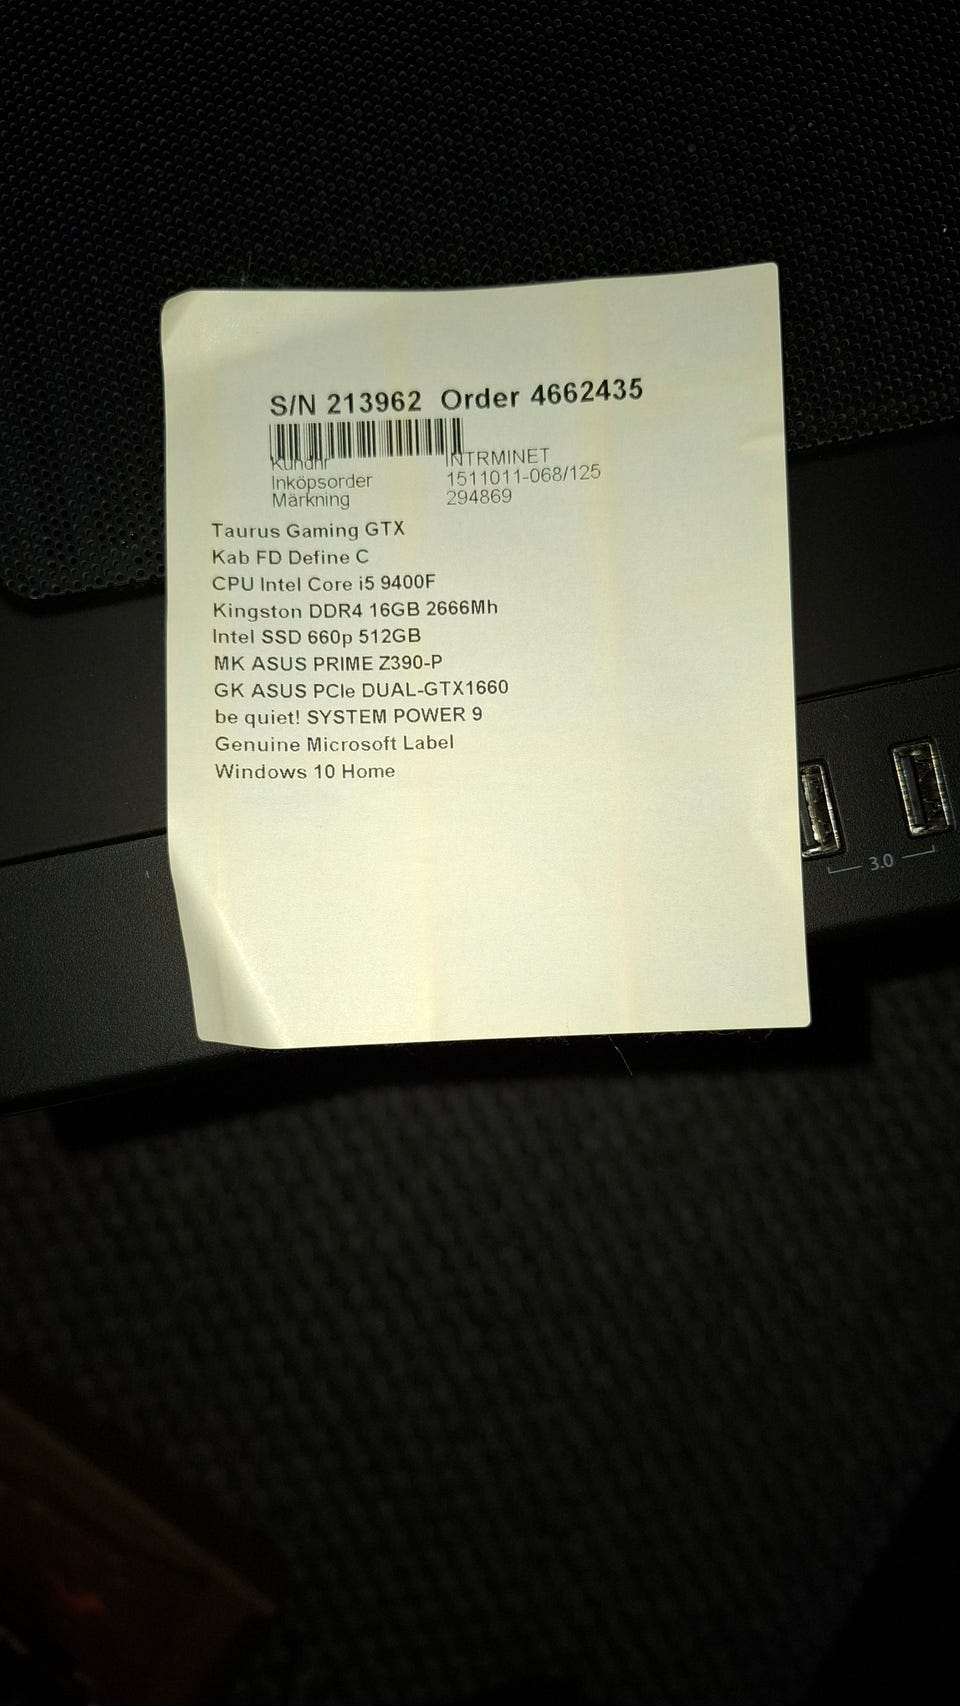 S/N 213962 Order 4662435
Kundnr INTRMINET
Inköpsorder 1511011-068/125
Märkning 294869
Taurus Gaming GTX
Kab FD Define C
CPU Intel Core i5 9400F
Kingston DDR4 16GB 2666Mh
Intel SSD 660p 512GB
MK ASUS PRIME Z390-P
GK ASUS PCIe DUAL-GTX1660
be quiet! SYSTEM POWER 9
Genuine Microsoft Label
Windows 10 Home
3.0